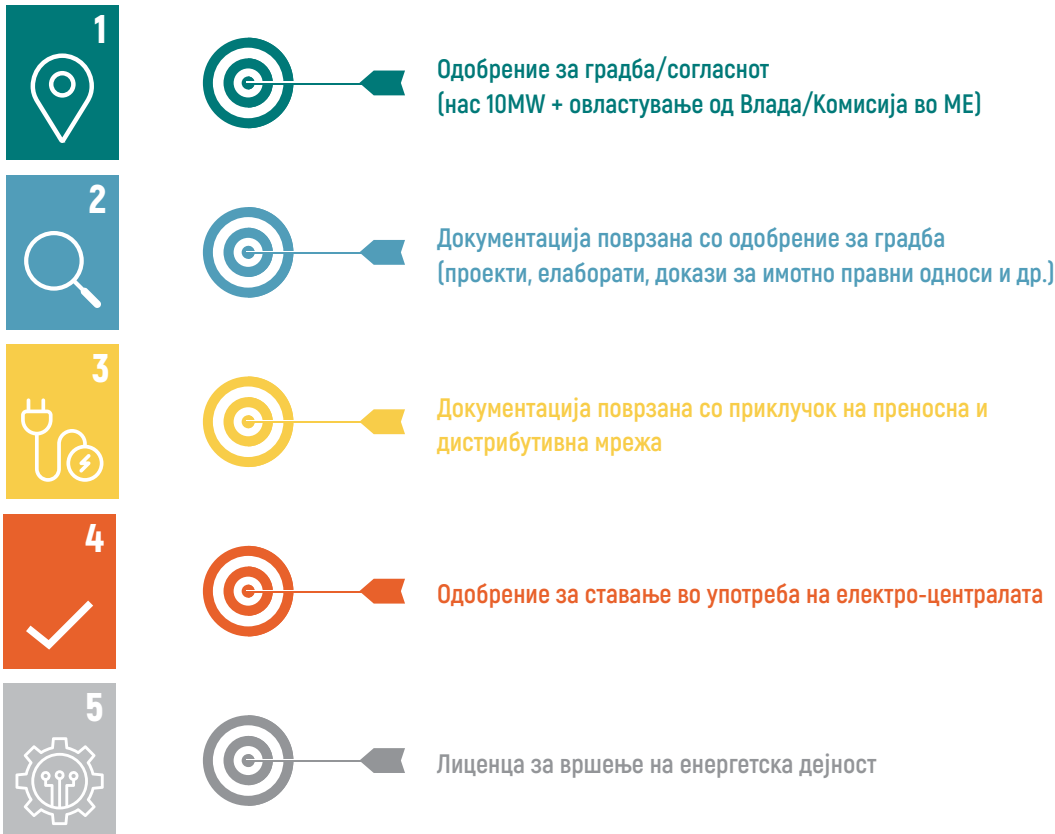 1
Одобрение за градба/согласнот
(нас 10MW + овластување од Влада/Комисија во МЕ)
2
Документација поврзана со одобрение за градба
(проекти, елаборати, докази за имотно правни односи и др.)
3
Документација поврзана со приклучок на преносна и
дистрибутивна мрежа
4
Одобрение за ставање во употреба на електро-централата
5
Лиценца за вршење на енергетска дејност